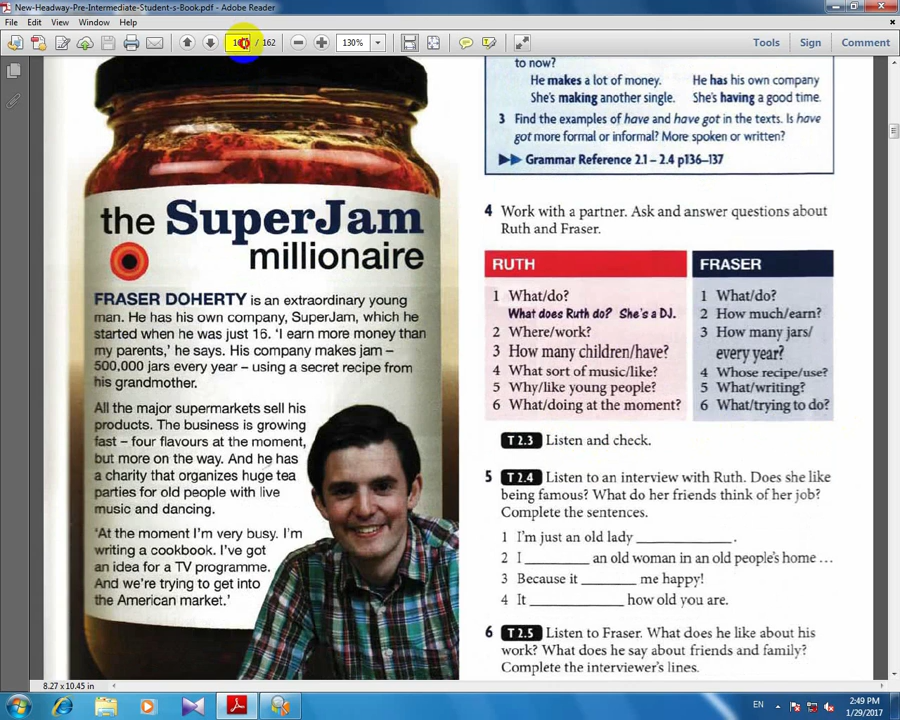 New-Headway-Pre-Intermediate-Student-s-Book.pdf - Adobe Reader
File Edit View Window Help
/ 162
130%
Tools Sign Comment
the SuperJam
millionaire
FRASER DOHERTY is an extraordinary young
man. He has his own company, SuperJam, which he
started when he was just 16. ‘I earn more money than
my parents,’ he says. His company makes jam –
500,000 jars every year – using a secret recipe from
his grandmother.
All the major supermarkets sell his
products. The business is growing
fast – four flavours at the moment,
but more on the way. And he has
a charity that organizes huge tea
parties for old people with live
music and dancing.
‘At the moment I’m very busy. I’m
writing a cookbook. I’ve got
an idea for a TV programme.
And we’re trying to get into
the American market.’
to now?
He makes a lot of money. He has his own company
She’s making another single. She’s having a good time.
3 Find the examples of have and have got in the texts. Is have
got more formal or informal? More spoken or written?
Grammar Reference 2.1 – 2.4 p136–137
4 Work with a partner. Ask and answer questions about
Ruth and Fraser.
RUTH
1 What/do?
What does Ruth do? She’s a DJ.
2 Where/work?
3 How many children/have?
4 What sort of music/like?
5 Why/like young people?
6 What/doing at the moment?
FRASER
1 What/do?
2 How much/earn?
3 How many jars/
every year?
4 Whose recipe/use?
5 What/writing?
6 What/trying to do?
T 2.3 Listen and check.
5 T 2.4 Listen to an interview with Ruth. Does she like
being famous? What do her friends think of her job?
Complete the sentences.
1 I’m just an old lady ____________ .
2 I ________ an old woman in an old people’s home …
3 Because it _______ me happy!
4 It ____________ how old you are.
6 T 2.5 Listen to Fraser. What does he like about his
work? What does he say about friends and family?
Complete the interviewer’s lines.
8.27 x 10.45 in
EN
2:49 PM
1/29/2017